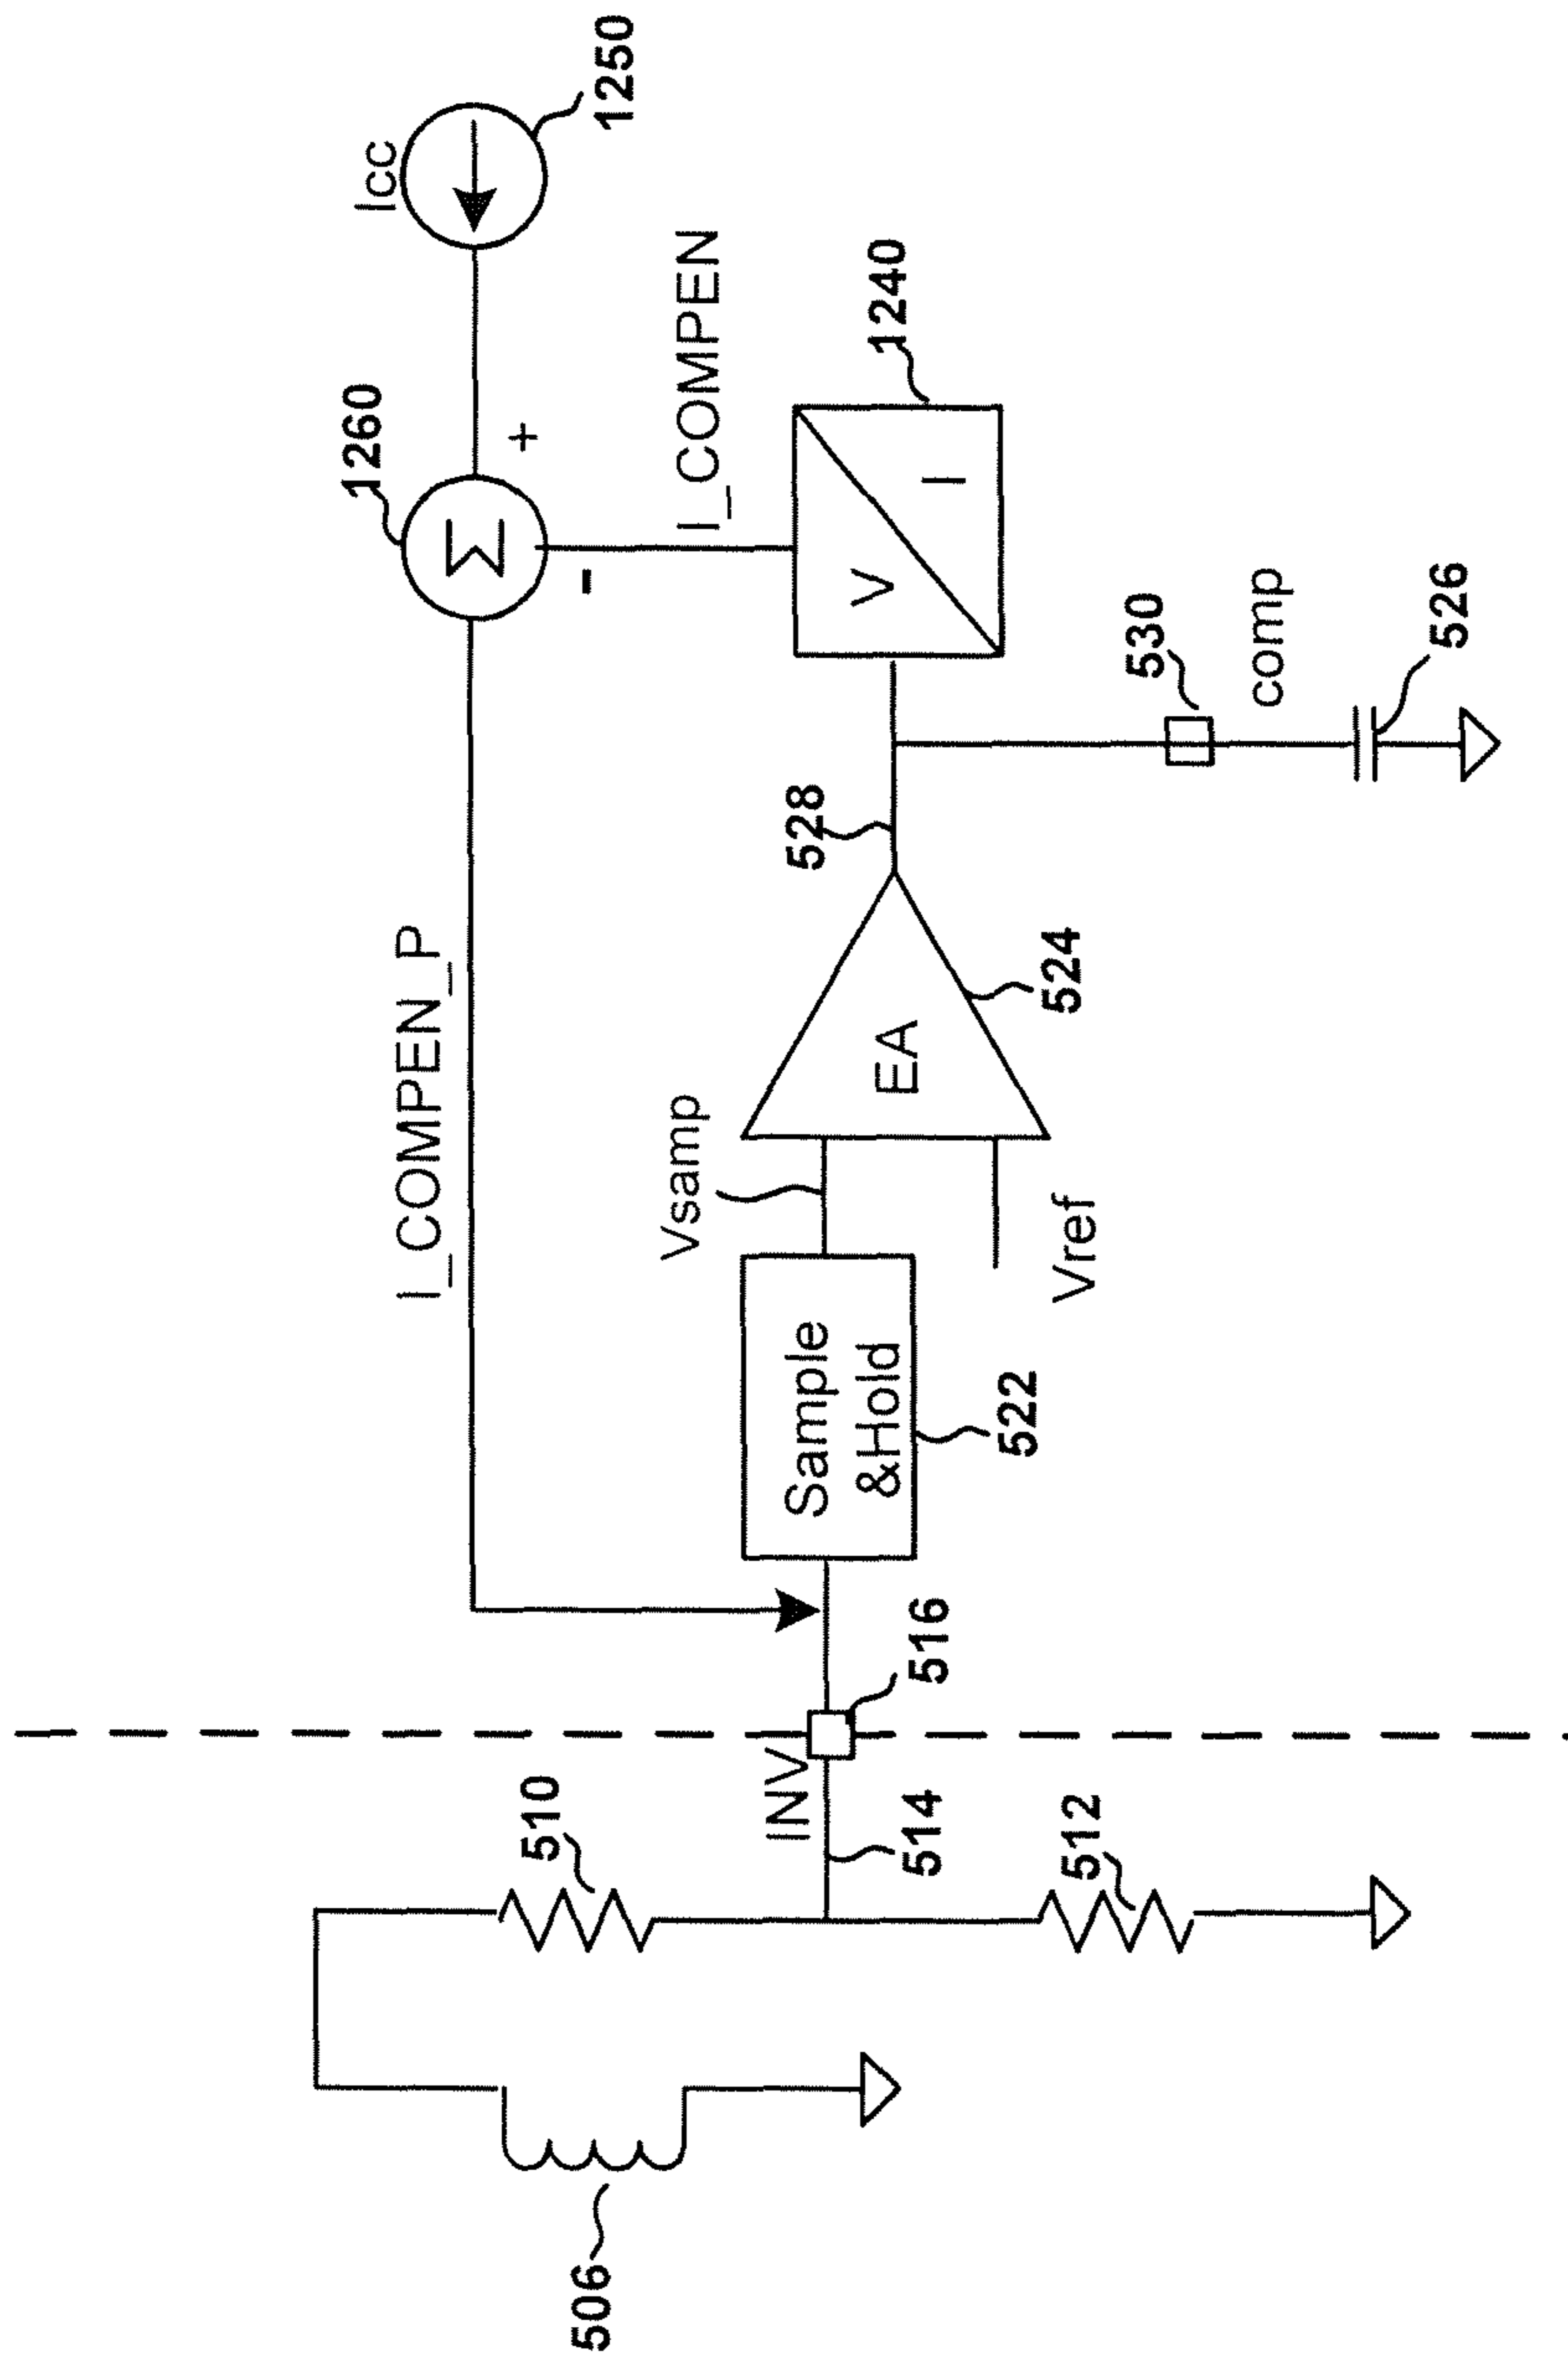 Icc
1250
1260
Σ
+
-
I_COMPEN_P
I_COMPEN
1240
V
I
528
530
comp
526
EA
524
Vsamp
Vref
Sample
&Hold
522
516
INV
514
510
512
506